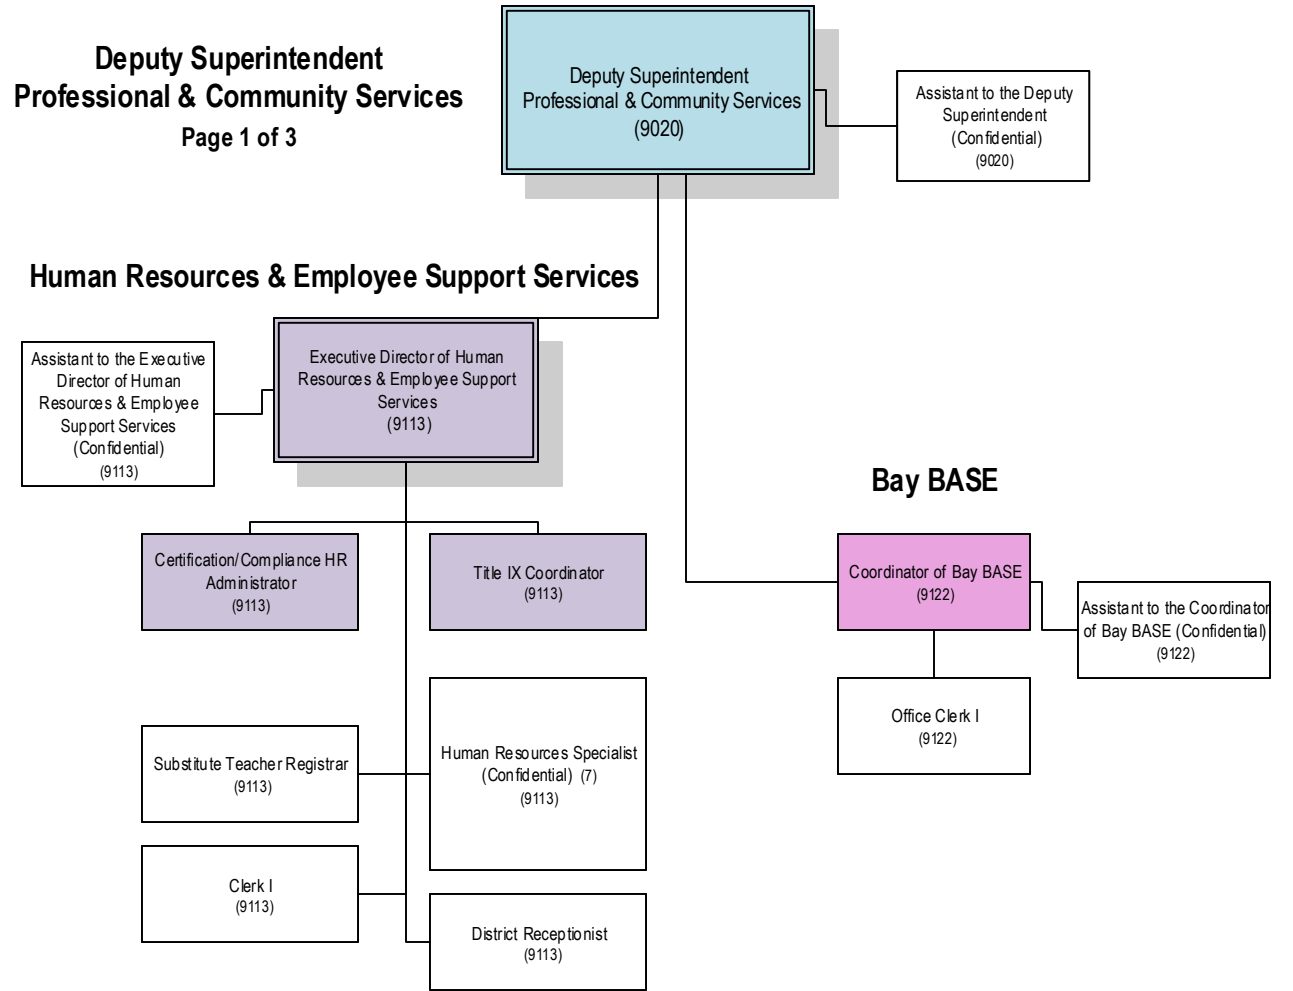 Deputy Superintendent
Professional & Community Services
Page 1 of 3
Deputy Superintendent
Professional & Community Services
(9020)
Assistant to the Deputy
Superintendent
(Confidential)
(9020)
Human Resources & Employee Support Services
Assistant to the Executive
Director of Human
Resources & Employee
Support Services
(Confidential)
(9113)
Executive Director of Human
Resources & Employee Support
Services
(9113)
Certification/Compliance HR
Administrator
(9113)
Title IX Coordinator
(9113)
Substitute Teacher Registrar
(9113)
Human Resources Specialist
(Confidential) (7)
(9113)
Clerk I
(9113)
District Receptionist
(9113)
Bay BASE
Coordinator of Bay BASE
(9122)
Assistant to the Coordinator
of Bay BASE (Confidential)
(9122)
Office Clerk I
(9122)